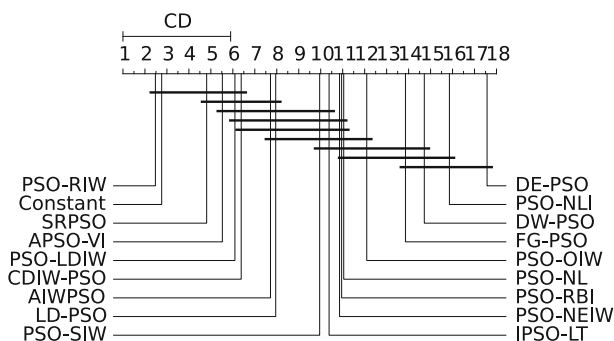 CD
1 2 3 4 5 6 7 8 9 10 11 12 13 14 15 16 17 18
PSO-RIW DE-PSO
Constant PSO-NLI
SRPSO DW-PSO
APSO-VI FG-PSO
PSO-LDIW PSO-OIW
CDIW-PSO PSO-NL
AIWPSO PSO-RBI
LD-PSO PSO-NEIW
PSO-SIW IPSO-LT